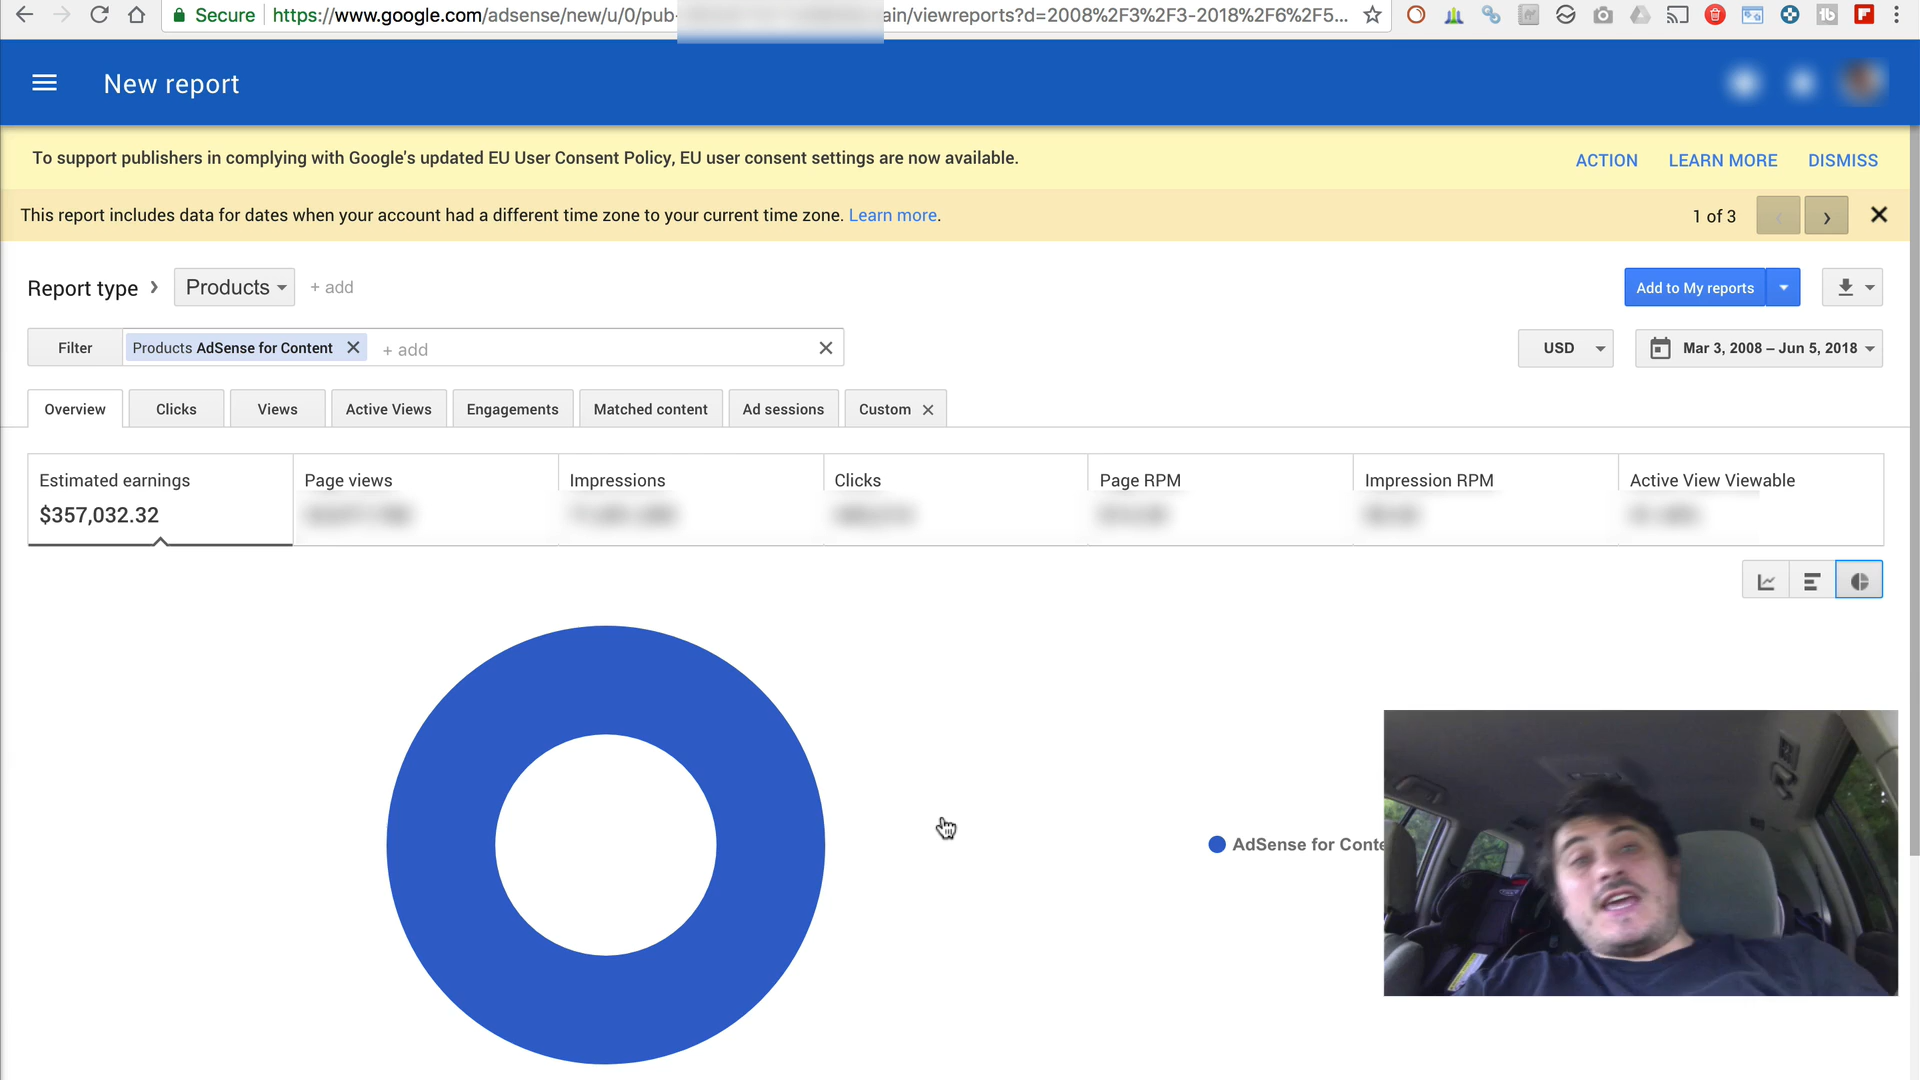 Secure https://www.google.com/adsense/new/u/0/pub- ain/viewreports?d=2008%2F3%2F3-2018%2F6%2F5...
New report
To support publishers in complying with Google's updated EU User Consent Policy, EU user consent settings are now available.
ACTION LEARN MORE DISMISS
This report includes data for dates when your account had a different time zone to your current time zone. Learn more.
1 of 3
Report type Products + add
Add to My reports
Filter Products AdSense for Content + add
USD Mar 3, 2008 – Jun 5, 2018
Overview Clicks Views Active Views Engagements Matched content Ad sessions Custom
Estimated earnings Page views Impressions Clicks Page RPM Impression RPM Active View Viewable
$357,032.32
AdSense for Conte